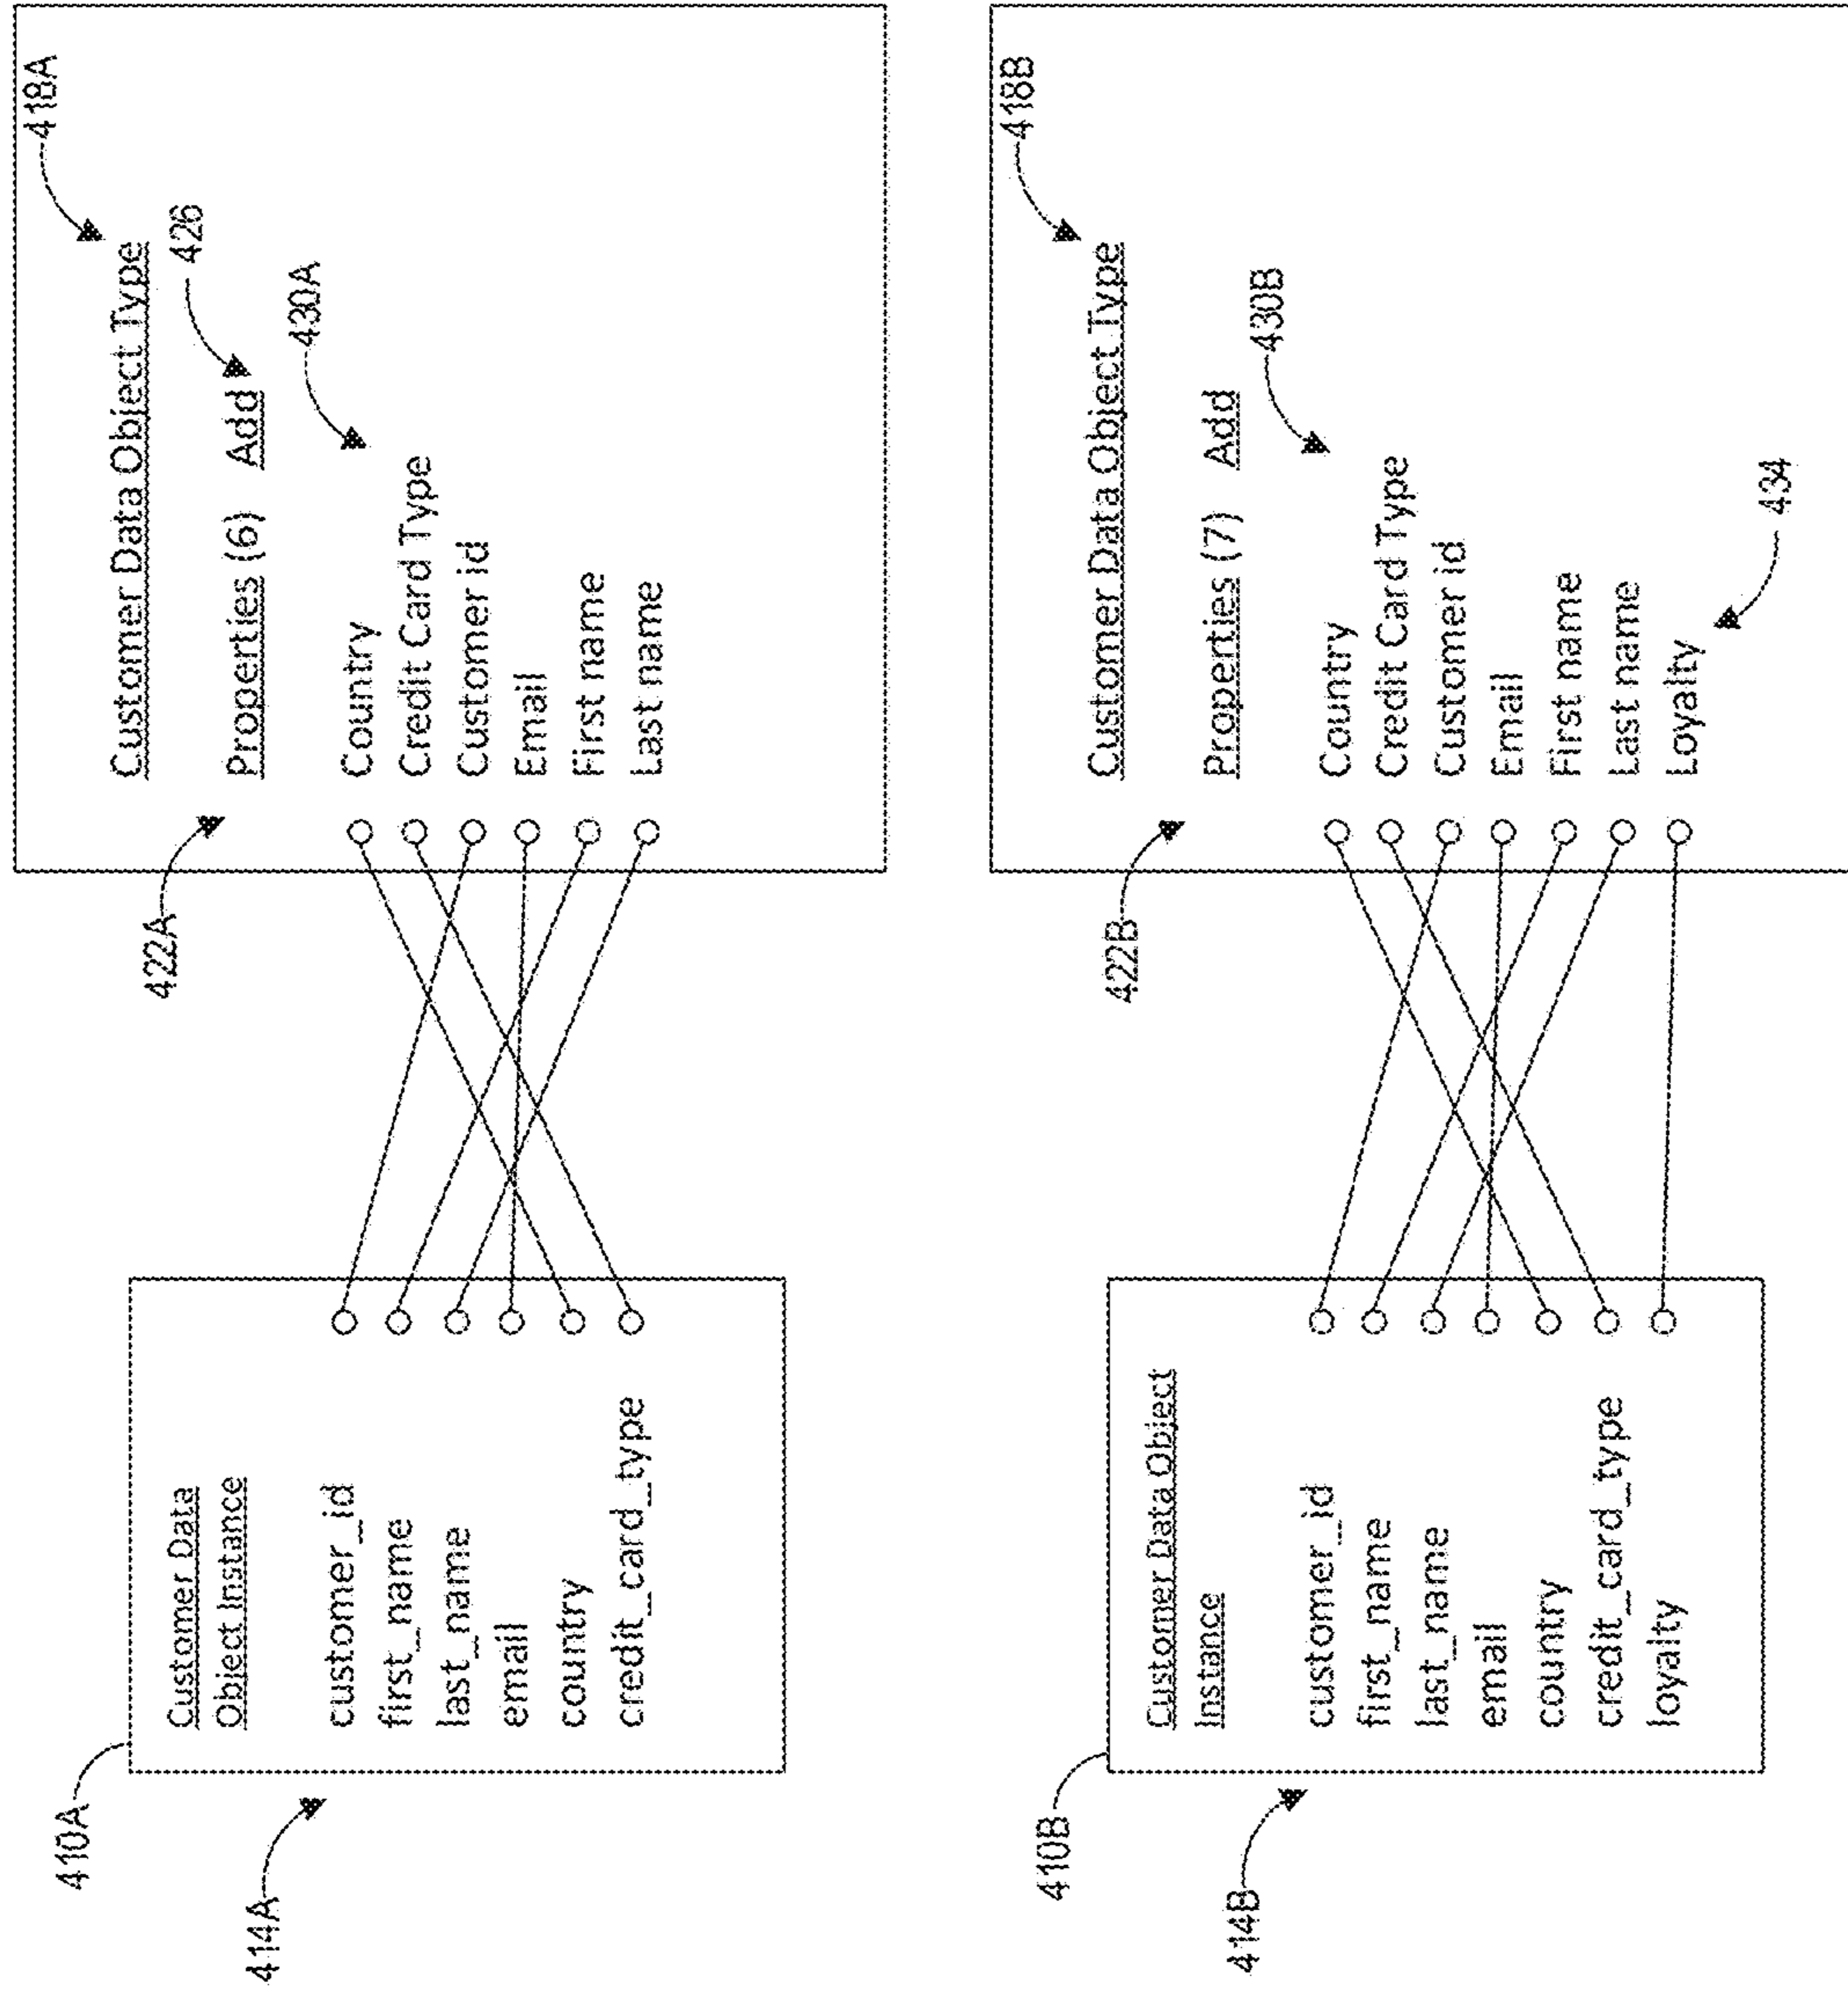 410A
414A
Customer Data
Object Instance
customer_id
first_name
last_name
email
country
credit_card_type
422A
418A
Customer Data Object Type
426
Properties (6) Add
430A
Country
Credit Card Type
Customer id
Email
First name
Last name
410B
414B
Customer Data Object
Instance
customer_id
first_name
last_name
email
country
credit_card_type
loyalty
422B
418B
Customer Data Object Type
Properties (7) Add
430B
Country
Credit Card Type
Customer id
Email
First name
Last name
Loyalty
434